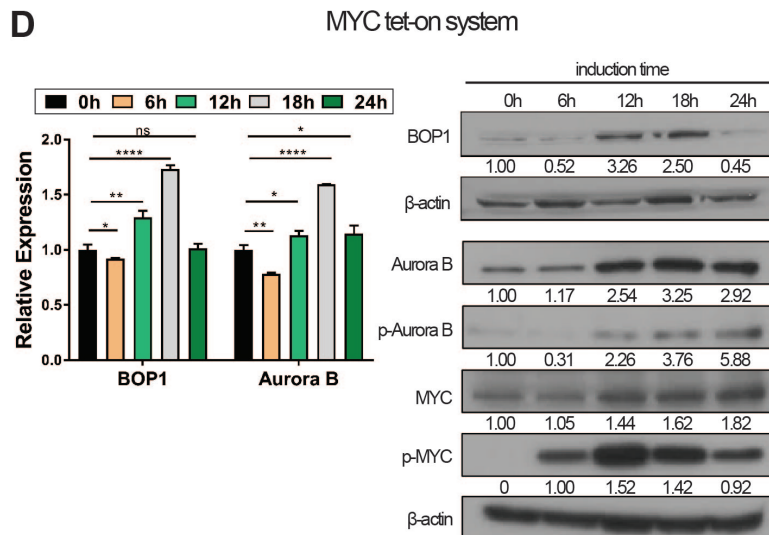 D
MYC tet-on system
0h 6h 12h 18h 24h
Relative Expression
2.0
1.5
1.0
0.5
0.0
ns
****
**
*
*
****
*
**
BOP1 Aurora B
induction time
0h 6h 12h 18h 24h
BOP1
1.00 0.52 3.26 2.50 0.45
β-actin
Aurora B
1.00 1.17 2.54 3.25 2.92
p-Aurora B
1.00 0.31 2.26 3.76 5.88
MYC
1.00 1.05 1.44 1.62 1.82
p-MYC
0 1.00 1.52 1.42 0.92
β-actin